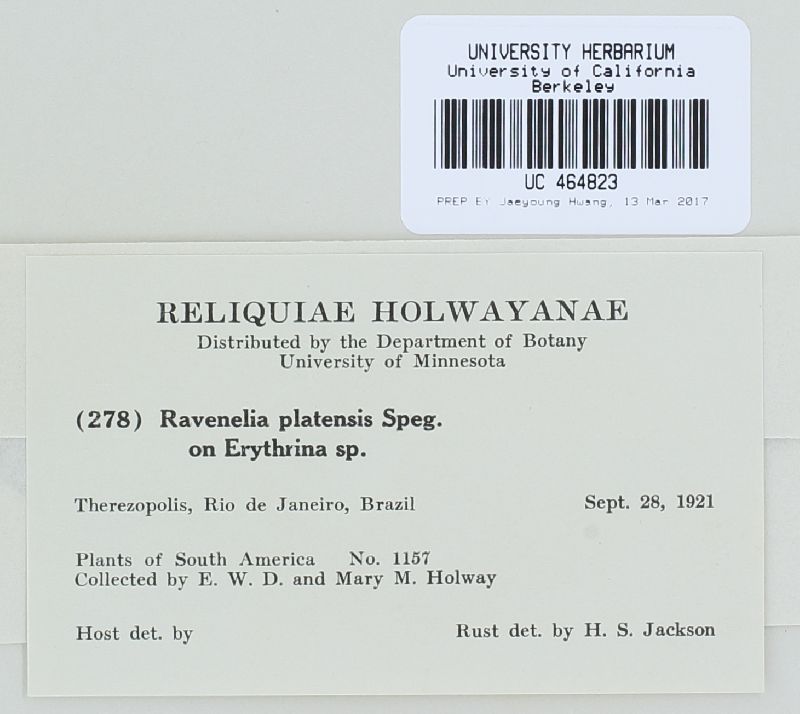 UNIVERSITY HERBARIUM
University of California
Berkeley
UC 464823
PREP BY Jaeyoung Hwang, 13 Mar 2017
RELIQUIAE HOLWAYANAE
Distributed by the Department of Botany
University of Minnesota
(278) Ravenelia platensis Speg.
on Erythrina sp.
Therezopolis, Rio de Janeiro, Brazil Sept. 28, 1921
Plants of South America No. 1157
Collected by E. W. D. and Mary M. Holway
Host det. by Rust det. by H. S. Jackson